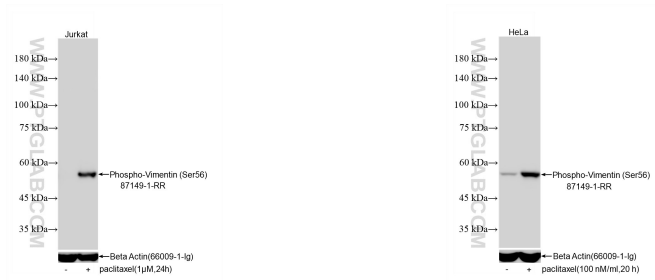 Jurkat
180 kDa
140 kDa
100 kDa
75 kDa
60 kDa
45 kDa
35 kDa
WWW.PTGLABC.COM
Phospho-Vimentin (Ser56)
87149-1-RR
Beta Actin(66009-1-Ig)
- + paclitaxel(1μM,24h)
HeLa
180 kDa
140 kDa
100 kDa
75 kDa
60 kDa
45 kDa
35 kDa
WWW.PTGLABC.COM
Phospho-Vimentin (Ser56)
87149-1-RR
Beta Actin(66009-1-Ig)
- + paclitaxel(100 nM/ml,20 h)